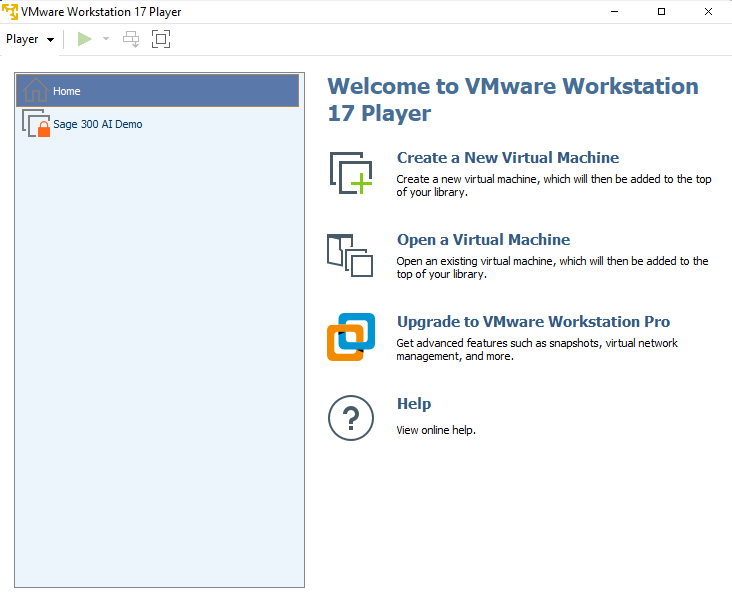 VMware Workstation 17 Player
Player
Home
Sage 300 AI Demo
Welcome to VMware Workstation
17 Player
Create a New Virtual Machine
Create a new virtual machine, which will then be added to the top
of your library.
Open a Virtual Machine
Open an existing virtual machine, which will then be added to the
top of your library.
Upgrade to VMware Workstation Pro
Get advanced features such as snapshots, virtual network
management, and more.
Help
View online help.